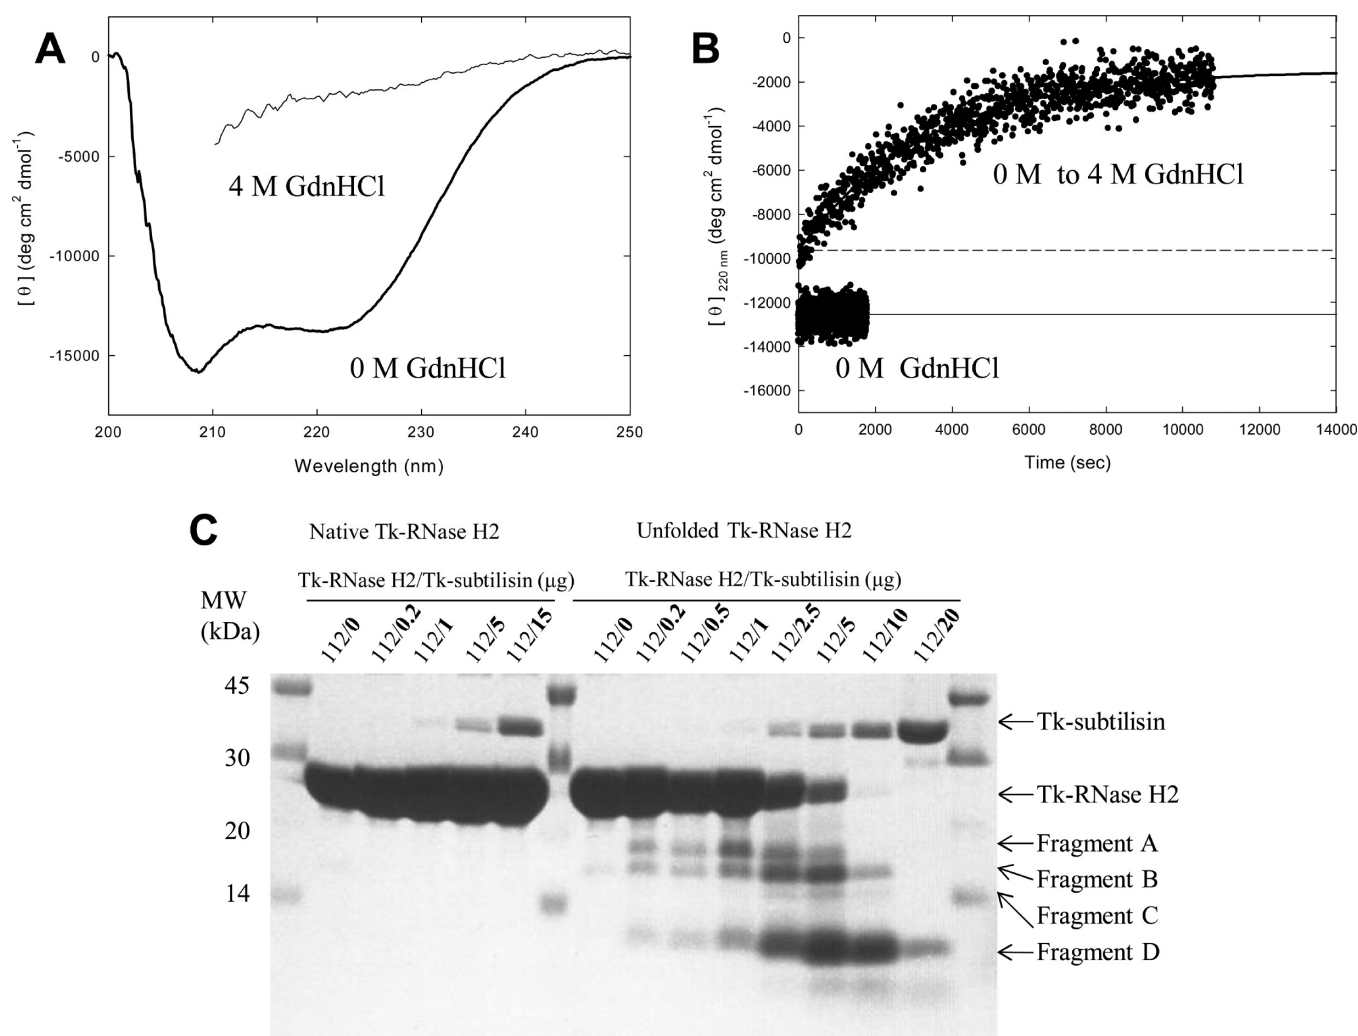 A
0
-5000
-10000
-15000
[ θ ] (deg cm2 dmol-1)
4 M GdnHCl
0 M GdnHCl
200 210 220 230 240 250
Wevelength (nm)
B
0
-2000
-4000
-6000
-8000
-10000
-12000
-14000
-16000
[ θ ] 220 nm (deg cm2 dmol-1)
0 M to 4 M GdnHCl
0 M GdnHCl
0 2000 4000 6000 8000 10000 12000 14000
Time (sec)
C
Native Tk-RNase H2
Unfolded Tk-RNase H2
Tk-RNase H2/Tk-subtilisin (μg)
Tk-RNase H2/Tk-subtilisin (μg)
MW
(kDa)
112/0
112/0.2
112/1
112/5
112/15
112/0
112/0.2
112/0.5
112/1
112/2.5
112/5
112/10
112/20
45
30
20
14
Tk-subtilisin
Tk-RNase H2
Fragment A
Fragment B
Fragment C
Fragment D